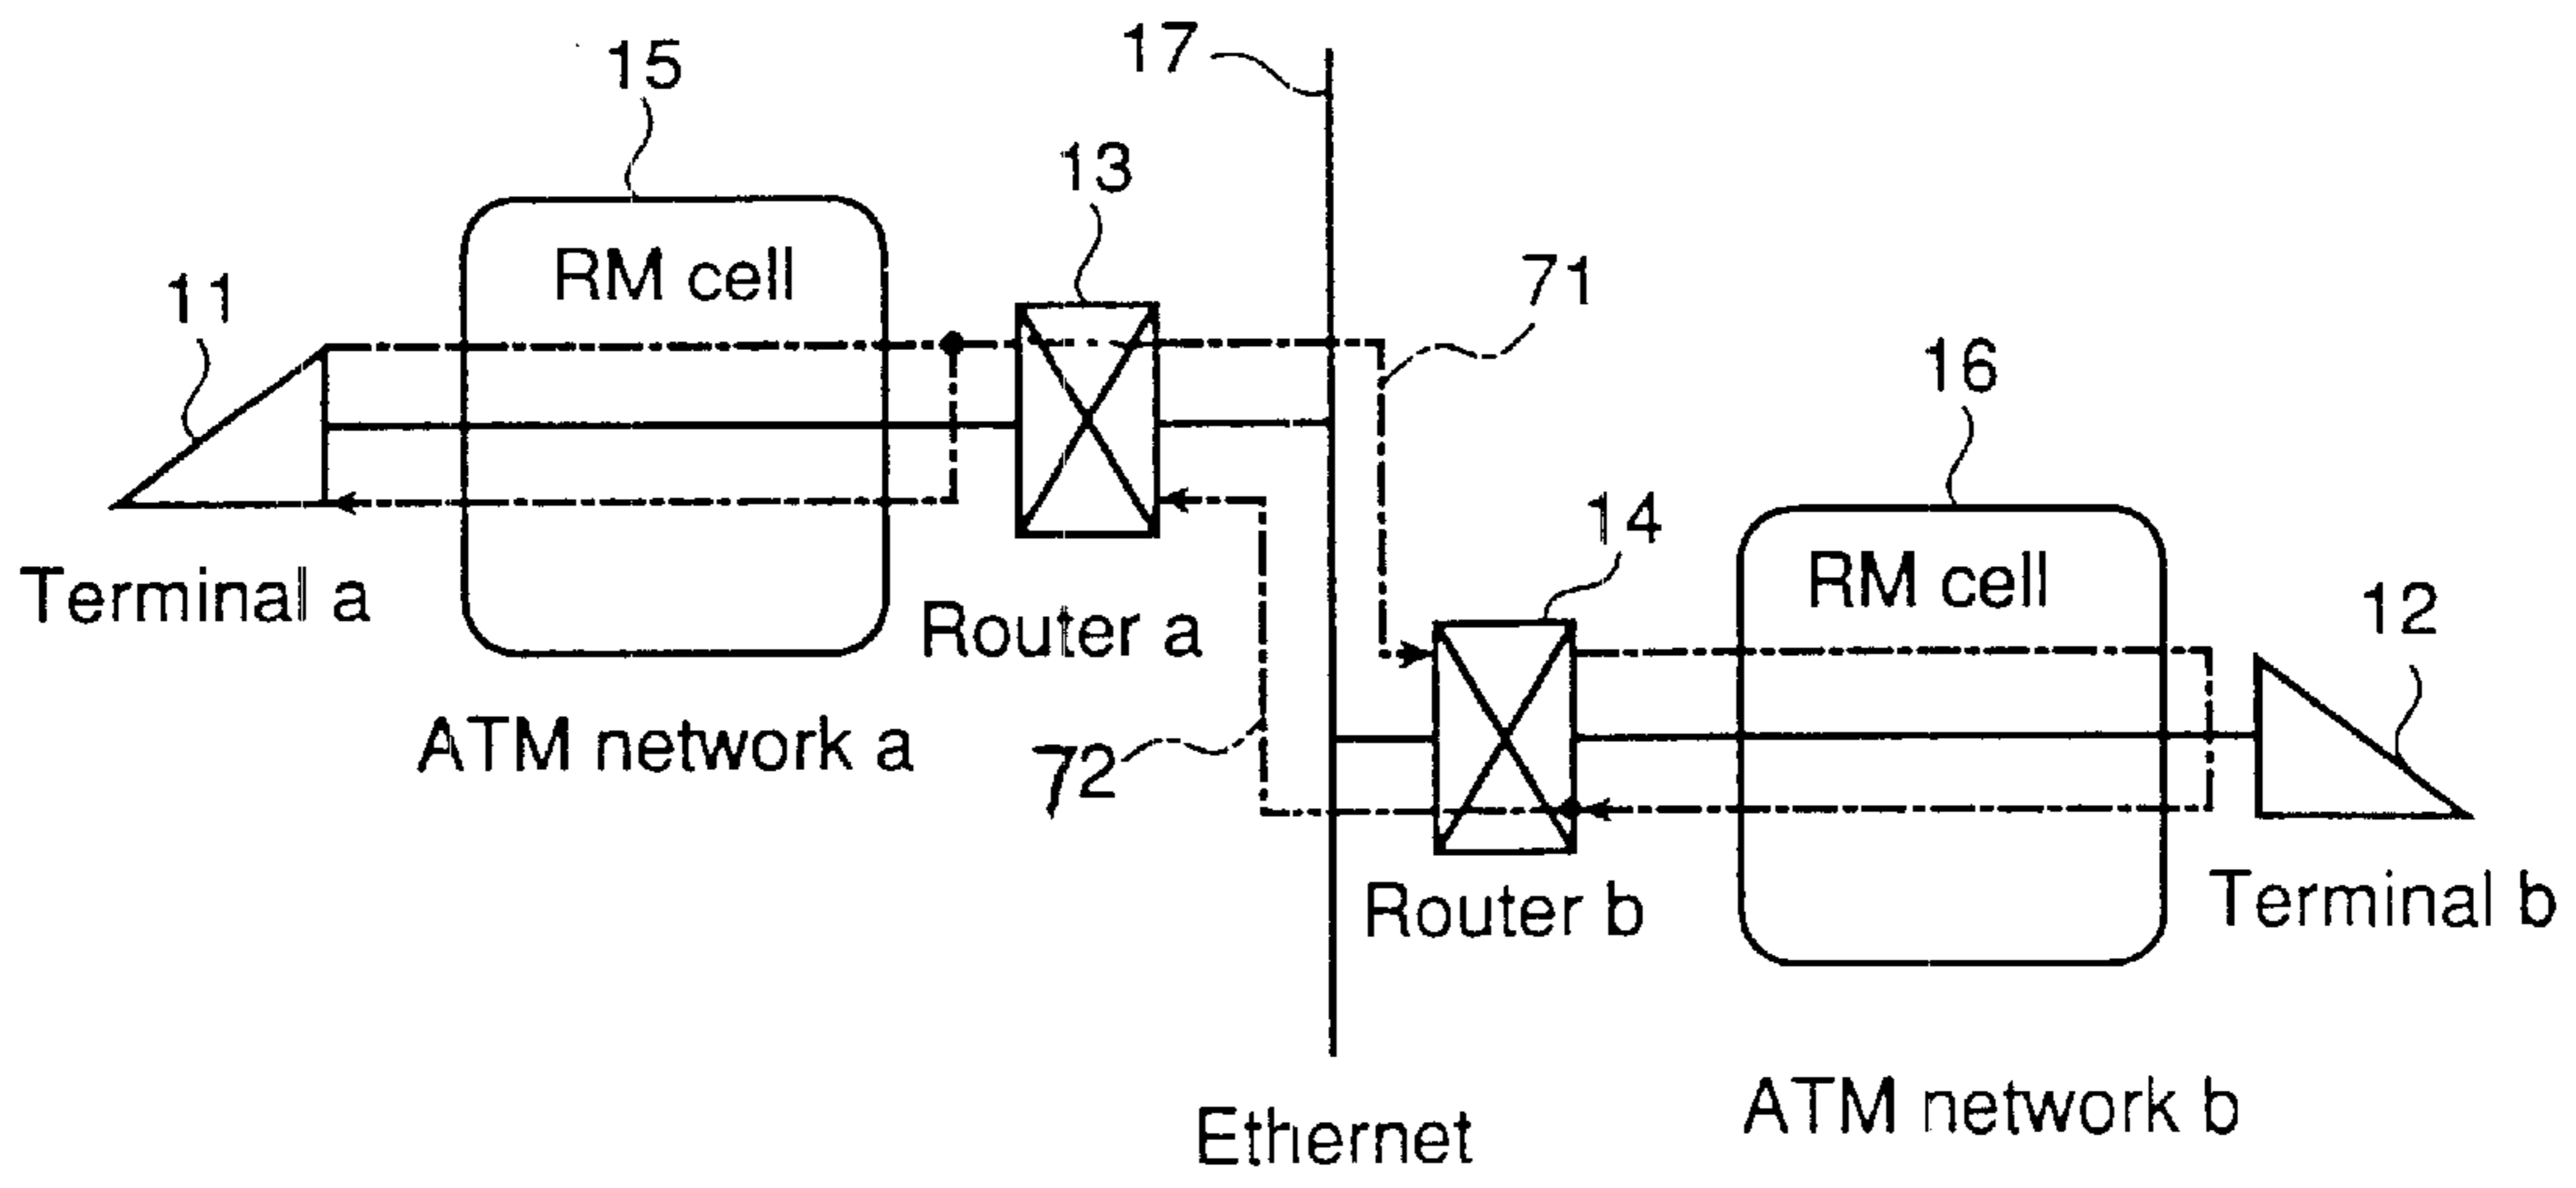 17
15
13
RM cell
71
11
16
14
RM cell
Terminal a
12
Router a
ATM network a
72
Router b
Terminal b
ATM network b
Ethernet